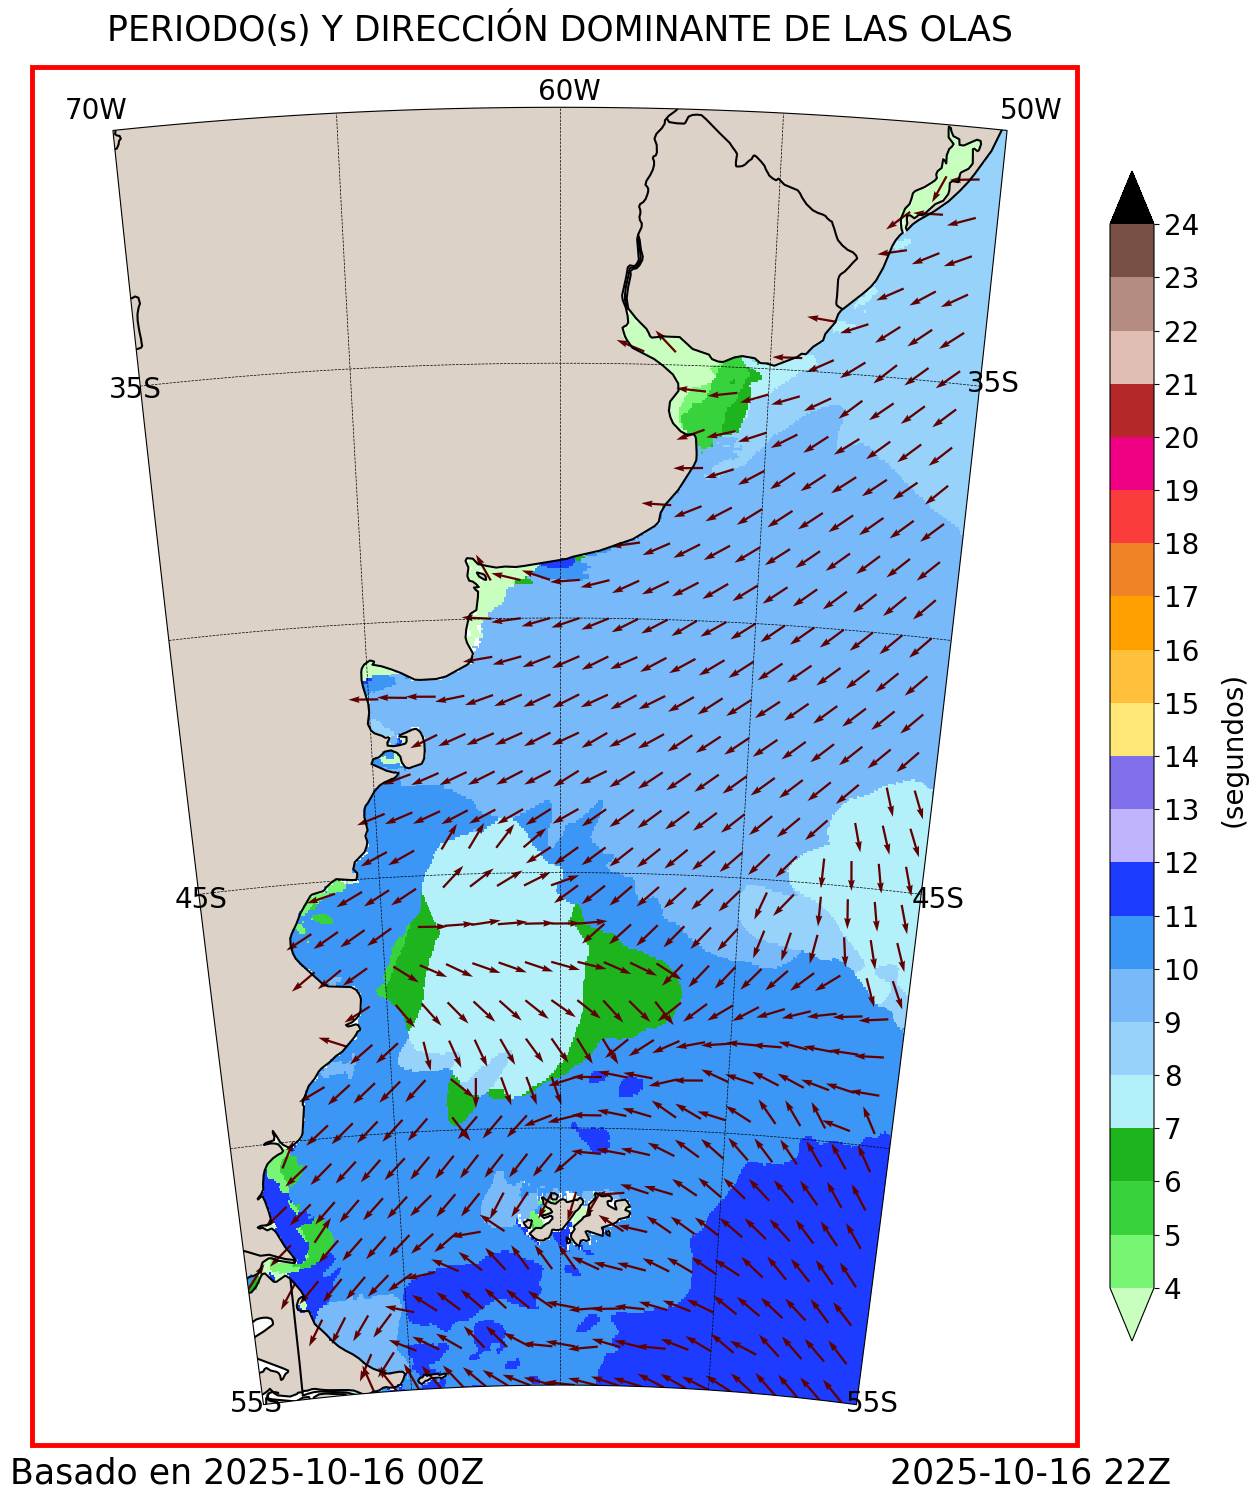 PERIODO(s) Y DIRECCIÓN DOMINANTE DE LAS OLAS
70W
60W
50W
35S
35S
45S
45S
55S
55S
24
23
22
21
20
19
18
17
16
15
14
13
12
11
10
9
8
7
6
5
4
(segundos)
Basado en 2025-10-16 00Z
2025-10-16 22Z